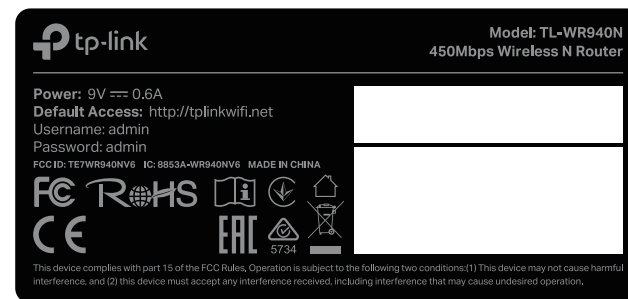 tp-link
Model: TL-WR940N
450Mbps Wireless N Router
Power: 9V ⎓ 0.6A
Default Access: http://tplinkwifi.net
Username: admin
Password: admin
FCC ID: TE7WR940NV6 IC: 8853A-WR940NV6 MADE IN CHINA
FC RoHS i
CE EAC 5734
This device complies with part 15 of the FCC Rules, Operation is subject to the following two conditions:(1) This device may not cause harmful
interference, and (2) this device must accept any interference received, including interference that may cause undesired operation.